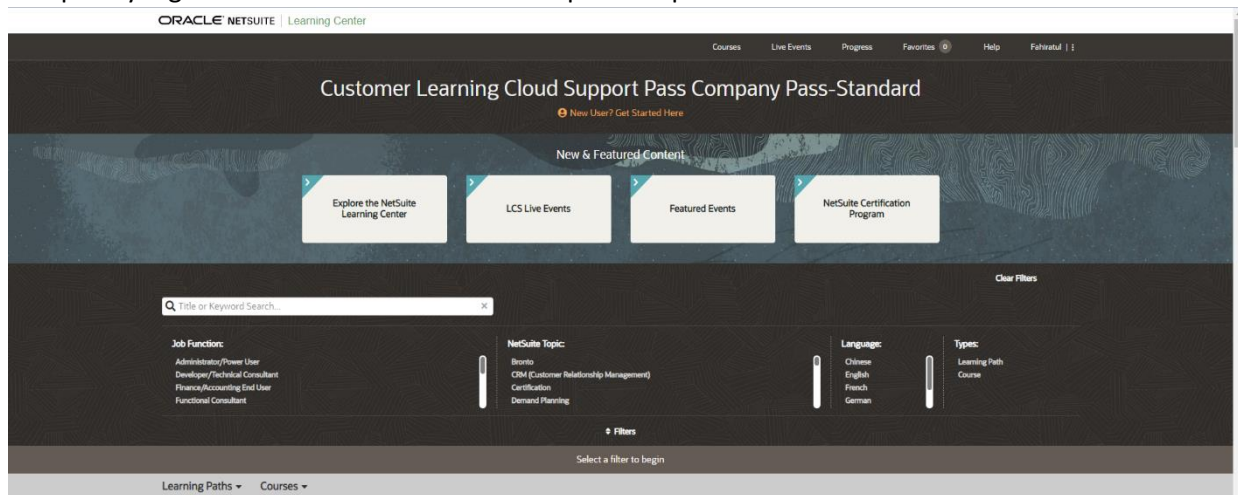 ORACLE NETSUITE | Learning Center
Courses Live Events Progress Favorites 0 Help Fahiratul | ⋮
Customer Learning Cloud Support Pass Company Pass-Standard
New User? Get Started Here
New & Featured Content
Explore the NetSuite Learning Center
LCS Live Events
Featured Events
NetSuite Certification Program
Clear Filters
Title or Keyword Search...
Job Function:
Administrator/Power User
Developer/Technical Consultant
Finance/Accounting End User
Functional Consultant
NetSuite Topic:
Bronto
CRM (Customer Relationship Management)
Certification
Demand Planning
Language:
Chinese
English
French
German
Types:
Learning Path
Course
Filters
Select a filter to begin
Learning Paths Courses